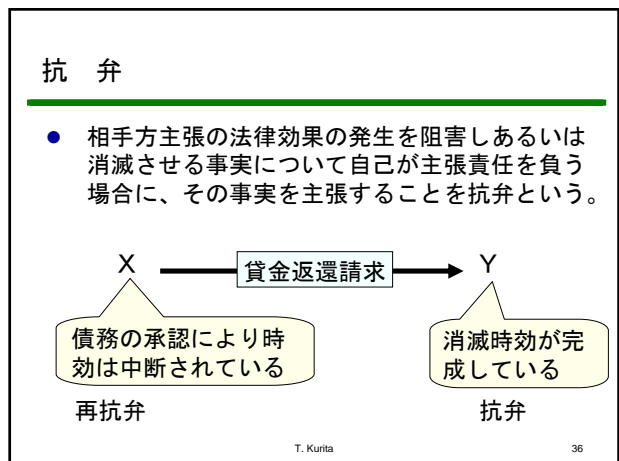 抗 弁
● 相手方主張の法律効果の発生を阻害しあるいは
消滅させる事実について自己が主張責任を負う
場合に、その事実を主張することを抗弁という。
X 貸金返還請求 Y
債務の承認により時
効は中断されている
消滅時効が完
成している
再抗弁 抗弁
T. Kurita 36